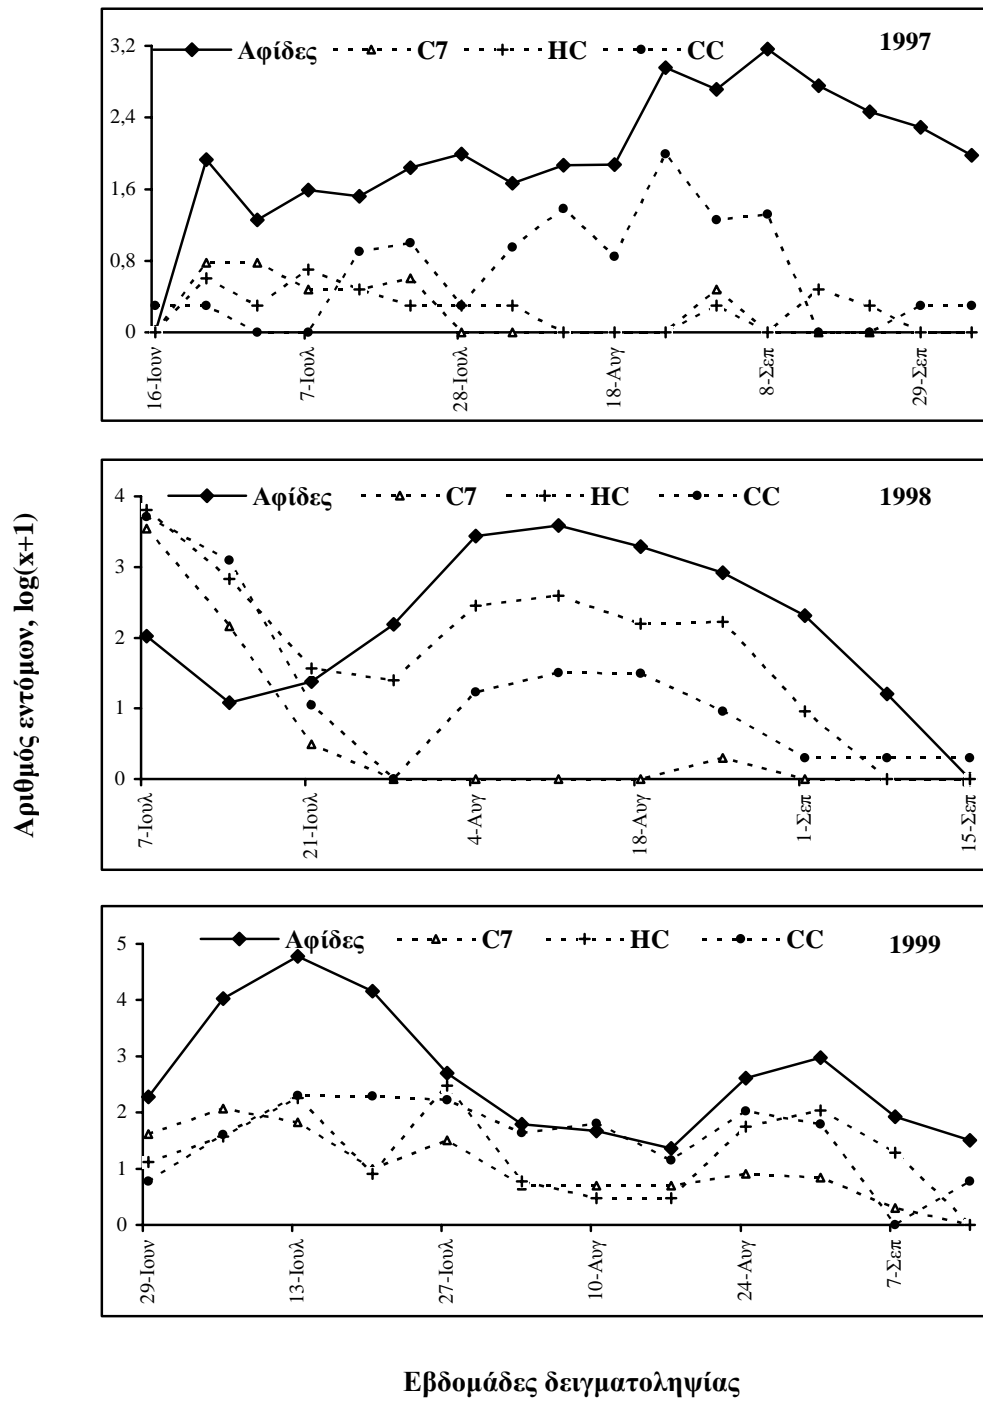 Αφίδες C7 HC CC 1997
3,2
2,4
1,6
0,8
0
16-Ιουν 7-Ιουλ 28-Ιουλ 18-Αυγ 8-Σεπ 29-Σεπ
Αριθμός εντόμων, log(x+1)
Αφίδες C7 HC CC 1998
4
3
2
1
0
7-Ιουλ 21-Ιουλ 4-Αυγ 18-Αυγ 1-Σεπ 15-Σεπ
Αφίδες C7 HC CC 1999
5
4
3
2
1
0
29-Ιουν 13-Ιουλ 27-Ιουλ 10-Αυγ 24-Αυγ 7-Σεπ
Εβδομάδες δειγματοληψίας